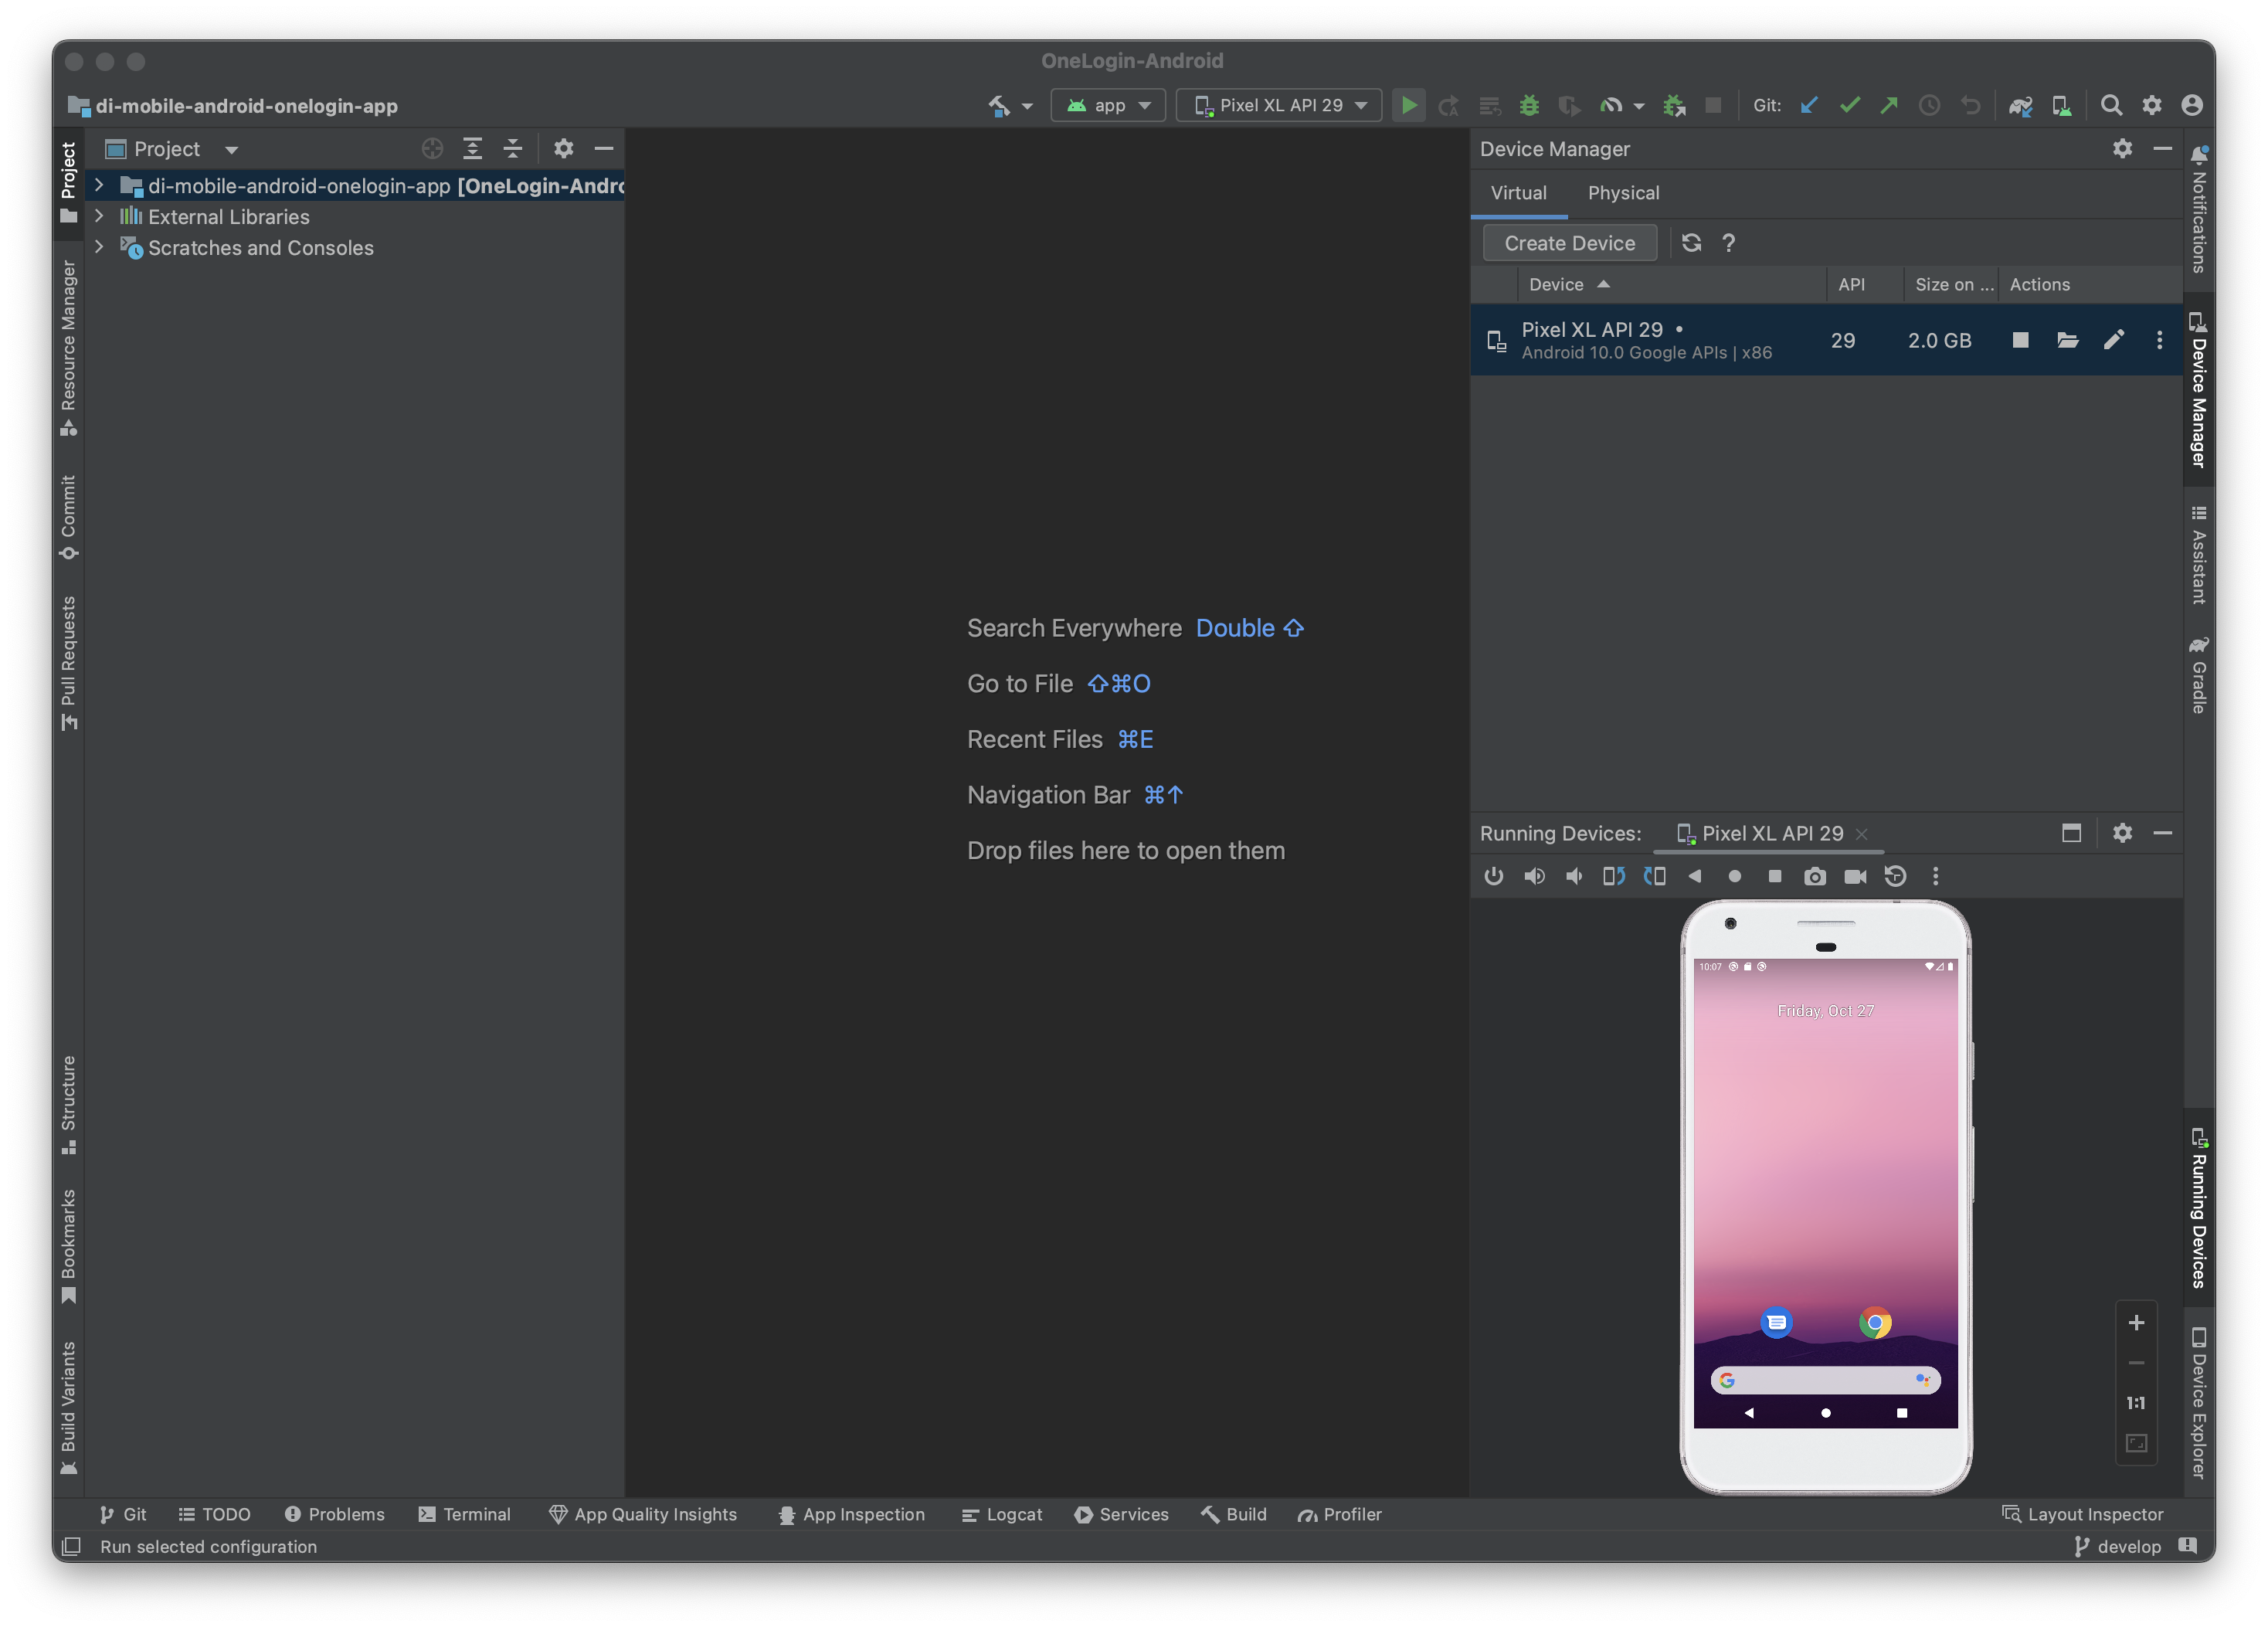 OneLogin-Android
di-mobile-android-onelogin-app
app
Pixel XL API 29
Git:
Project
di-mobile-android-onelogin-app [OneLogin-Andro
External Libraries
Scratches and Consoles
Project
Resource Manager
Commit
Pull Requests
Structure
Bookmarks
Build Variants
Search Everywhere Double ⇧
Go to File ⇧⌘O
Recent Files ⌘E
Navigation Bar ⌘↑
Drop files here to open them
Device Manager
Virtual Physical
Create Device ?
Device API Size on ... Actions
Pixel XL API 29 •
Android 10.0 Google APIs | x86
29 2.0 GB
Running Devices: Pixel XL API 29
10:07
Friday, Oct 27
1:1
Notifications
Device Manager
Assistant
Gradle
Running Devices
Device Explorer
Git TODO Problems Terminal App Quality Insights App Inspection Logcat Services Build Profiler Layout Inspector
Run selected configuration develop